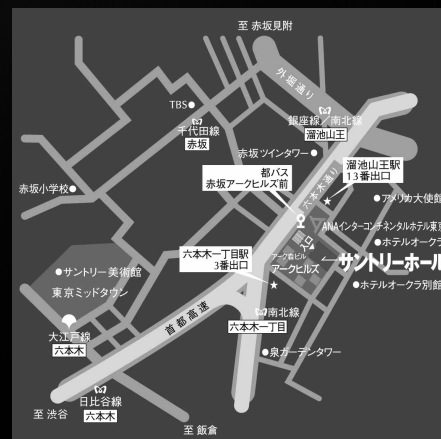 至 赤坂見附
外堀通り
TBS
千代田線
赤坂
銀座線／南北線
溜池山王
赤坂ツインタワー
溜池山王駅
13番出口
六本木通り
都バス
赤坂アークヒルズ前
赤坂小学校
アメリカ大使館
ANAインターコンチネンタルホテル東京
ホテルオークラ
入口
アーク森ビル
アークヒルズ
サントリーホール
ホテルオークラ別館
六本木一丁目駅
3番出口
サントリー美術館
東京ミッドタウン
首都高速
南北線
六本木一丁目
大江戸線
六本木
泉ガーデンタワー
日比谷線
六本木
至 渋谷
至 飯倉